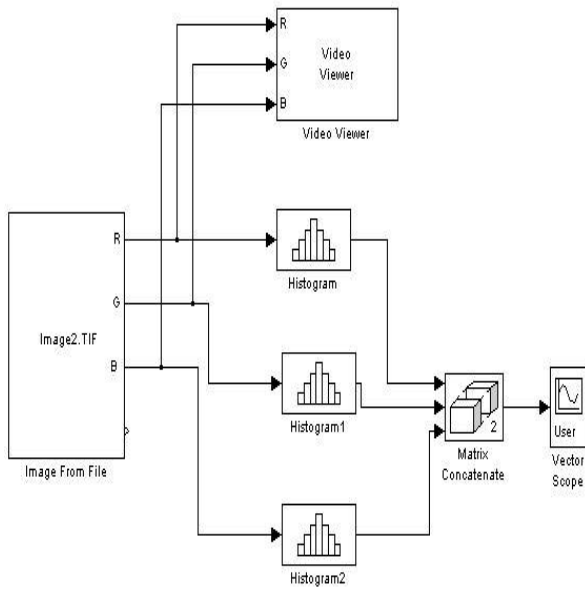 R
G
B
Video
Viewer
Video Viewer
R
G
B
Image2.TIF
Image From File
Histogram
Histogram1
Histogram2
2
Matrix
Concatenate
User
Vector
Scope